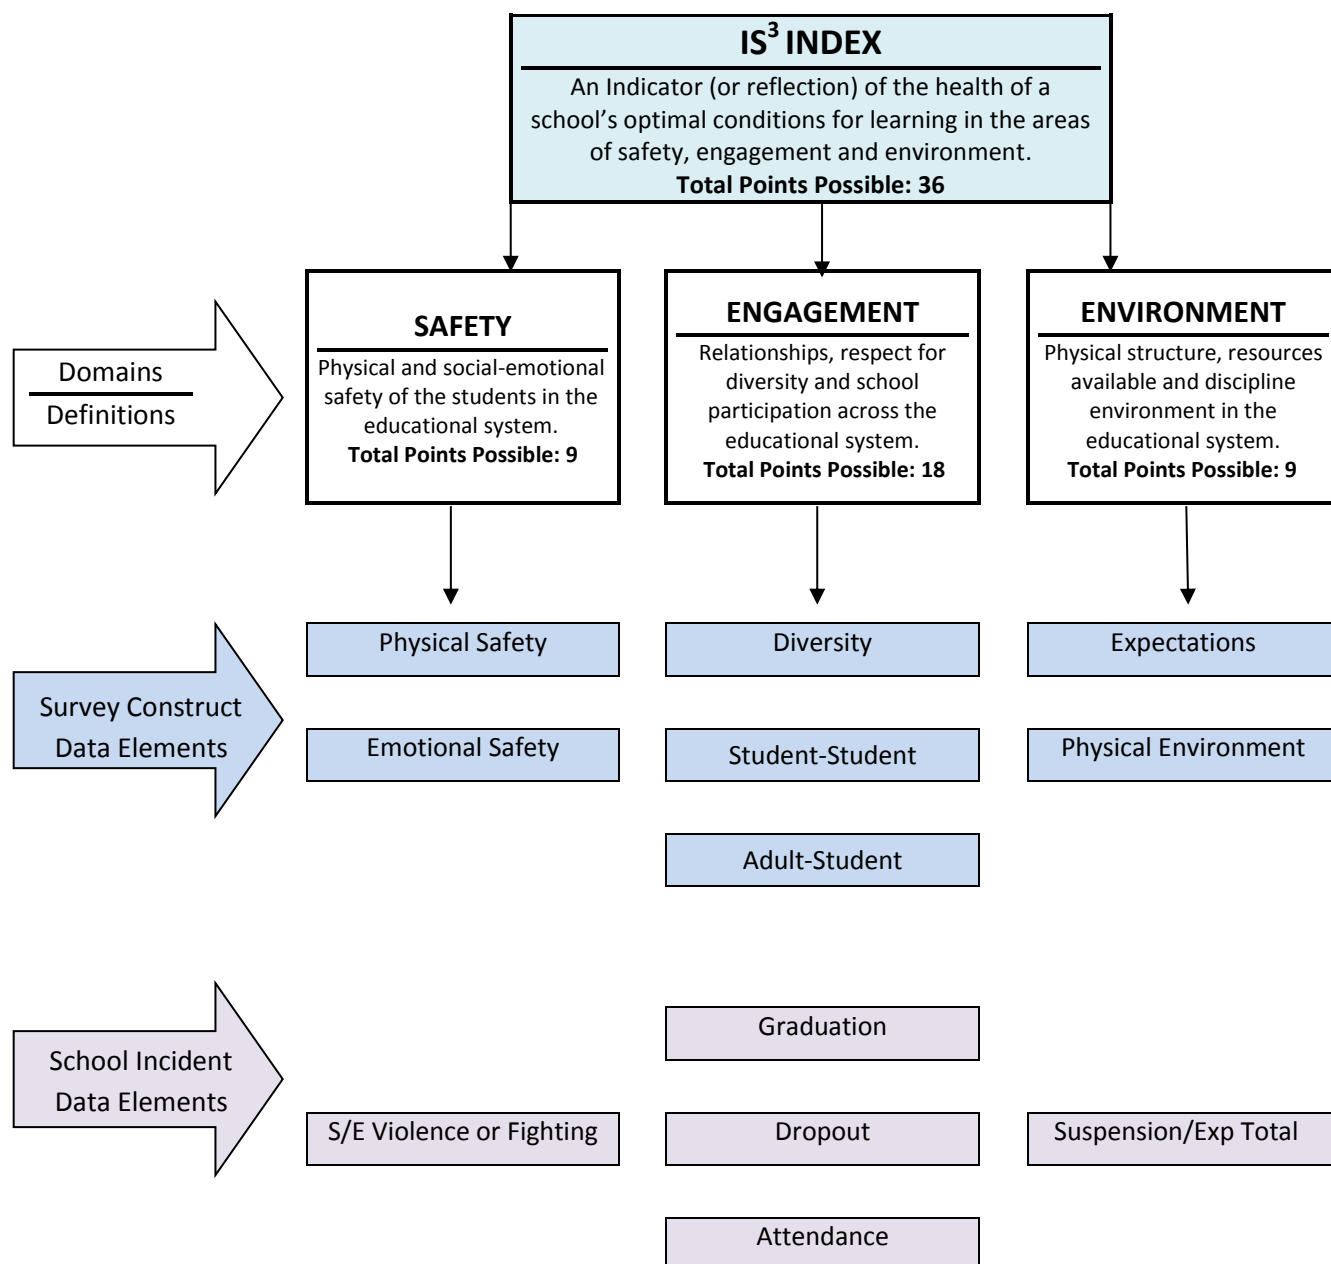 IS³ INDEX
An Indicator (or reflection) of the health of a
school’s optimal conditions for learning in the areas
of safety, engagement and environment.
Total Points Possible: 36
Domains
Definitions
SAFETY
Physical and social-emotional
safety of the students in the
educational system.
Total Points Possible: 9
ENGAGEMENT
Relationships, respect for
diversity and school
participation across the
educational system.
Total Points Possible: 18
ENVIRONMENT
Physical structure, resources
available and discipline
environment in the
educational system.
Total Points Possible: 9
Survey Construct
Data Elements
Physical Safety
Diversity
Expectations
Emotional Safety
Student-Student
Physical Environment
Adult-Student
School Incident
Data Elements
Graduation
S/E Violence or Fighting
Dropout
Suspension/Exp Total
Attendance